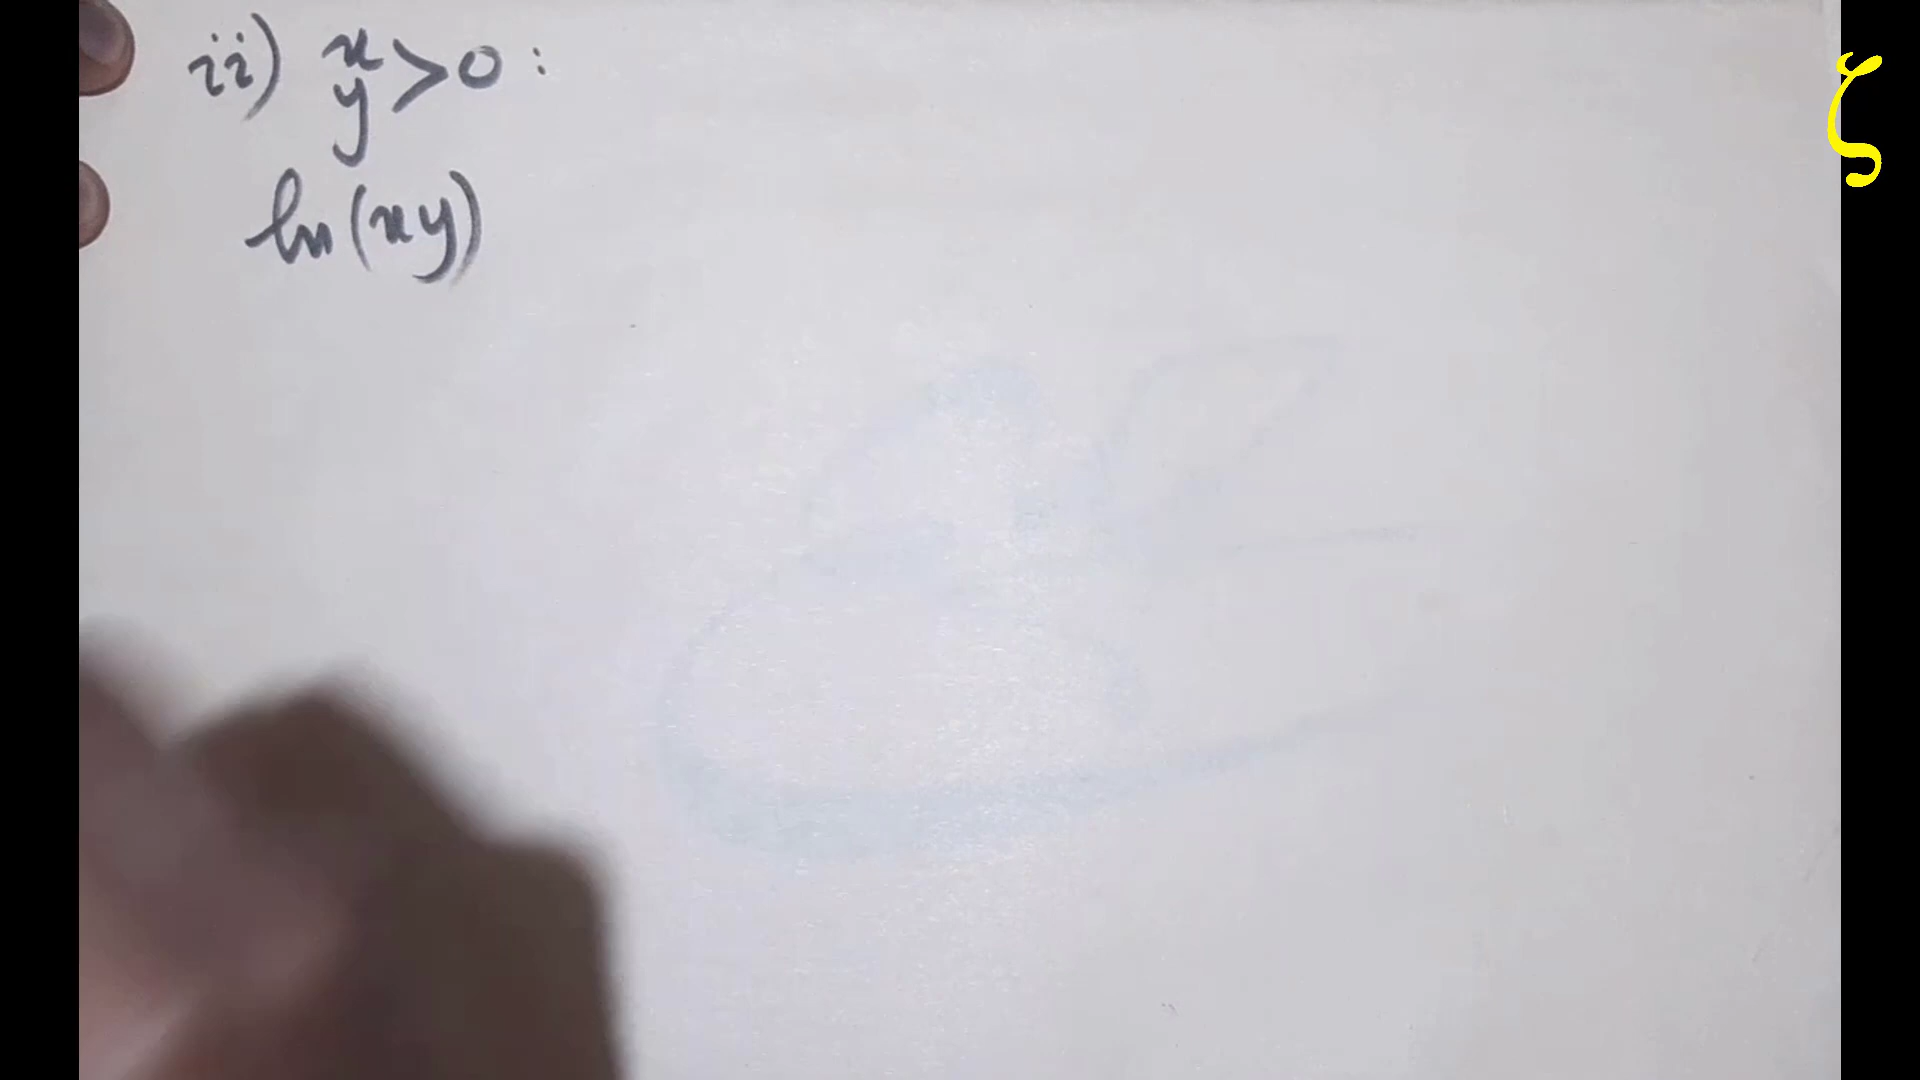 ii) x y > 0 :
ln(xy)
ζ